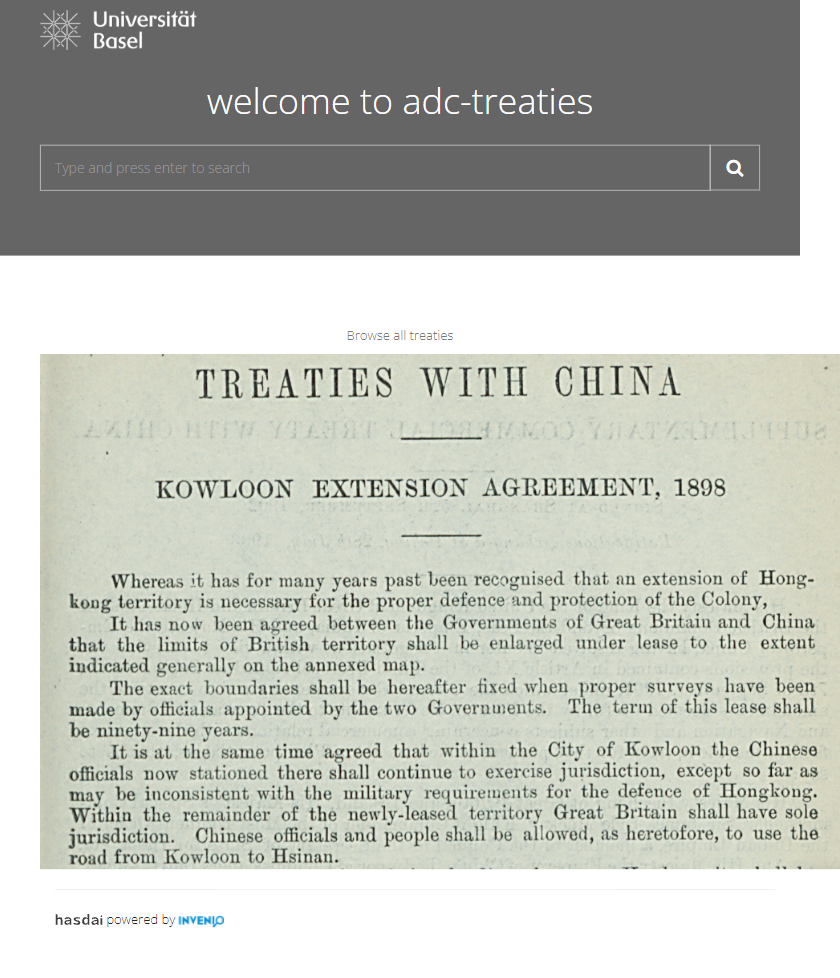 Universität
Basel
welcome to adc-treaties
Type and press enter to search
Browse all treaties
TREATIES WITH CHINA
KOWLOON EXTENSION AGREEMENT, 1898
Whereas it has for many years past been recognised that an extension of Hong-
kong territory is necessary for the proper defence and protection of the Colony,
It has now been agreed between the Governments of Great Britain and China
that the limits of British territory shall be enlarged under lease to the extent
indicated generally on the annexed map.
The exact boundaries shall be hereafter fixed when proper surveys have been
made by officials appointed by the two Governments. The term of this lease shall
be ninety-nine years.
It is at the same time agreed that within the City of Kowloon the Chinese
officials now stationed there shall continue to exercise jurisdiction, except so far as
may be inconsistent with the military requirements for the defence of Hongkong.
Within the remainder of the newly-leased territory Great Britain shall have sole
jurisdiction. Chinese officials and people shall be allowed, as heretofore, to use the
road from Kowloon to Hsinan.
hasdai powered by INVENIO